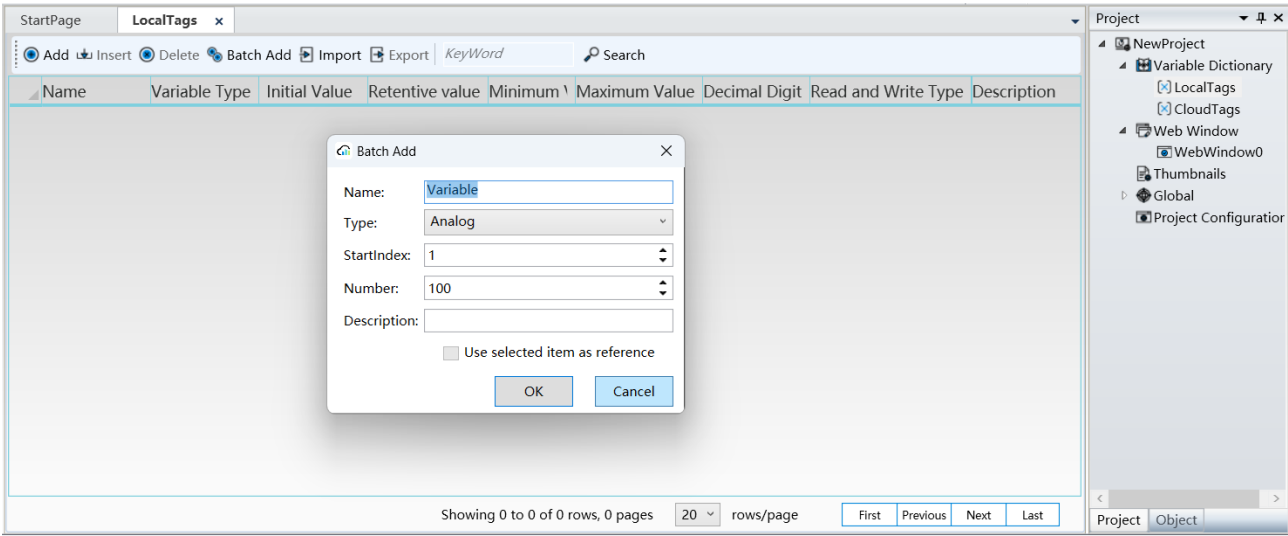 StartPage
LocalTags x
Add Insert Delete Batch Add Import Export KeyWord Search
Name Variable Type Initial Value Retentive value Minimum Maximum Value Decimal Digit Read and Write Type Description
Batch Add
Name: Variable
Type: Analog
StartIndex: 1
Number: 100
Description:
Use selected item as reference
OK Cancel
Showing 0 to 0 of 0 rows, 0 pages 20 rows/page First Previous Next Last
Project
NewProject
Variable Dictionary
LocalTags
CloudTags
Web Window
WebWindow0
Thumbnails
Global
Project Configuration
Project Object